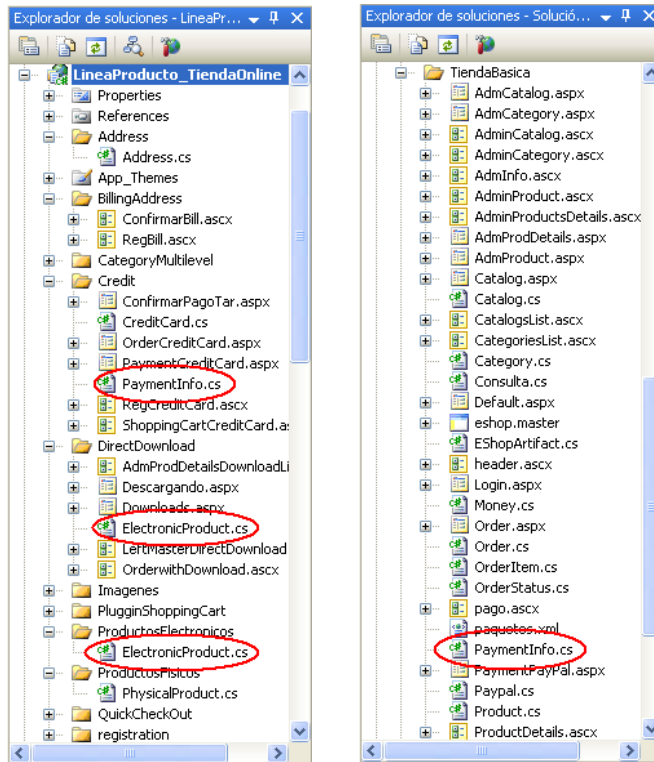 Explorador de soluciones - LineaPr...
LineaProducto_TiendaOnline
Properties
References
Address
Address.cs
App_Themes
BillingAddress
ConfirmarBill.ascx
RegBill.ascx
CategoryMultilevel
Credit
ConfirmarPagoTar.aspx
CreditCard.cs
OrderCreditCard.aspx
PaymentCreditCard.aspx
PaymentInfo.cs
RegCreditCard.ascx
ShoppingCartCreditCard.as
DirectDownload
AdmProdDetailsDownloadLi
Descargando.aspx
Downloads.aspx
ElectronicProduct.cs
LeftMasterDirectDownload
OrderwithDownload.ascx
Imagenes
PlugginShoppingCart
ProductosElectronicos
ElectronicProduct.cs
ProductosFisicos
PhysicalProduct.cs
QuickCheckOut
registration
Explorador de soluciones - Solució...
TiendaBasica
AdmCatalog.aspx
AdmCategory.aspx
AdminCatalog.ascx
AdminCategory.ascx
AdmInfo.ascx
AdminProduct.ascx
AdminProductsDetails.ascx
AdmProdDetails.aspx
AdmProduct.aspx
Catalog.aspx
Catalog.cs
CatalogsList.ascx
CategoriesList.ascx
Category.cs
Consulta.cs
Default.aspx
eshop.master
EShopArtifact.cs
header.ascx
Login.aspx
Money.cs
Order.aspx
Order.cs
OrderItem.cs
OrderStatus.cs
pago.ascx
paquetes.xml
PaymentInfo.cs
PaymentPayPal.aspx
Paypal.cs
Product.cs
ProductDetails.ascx